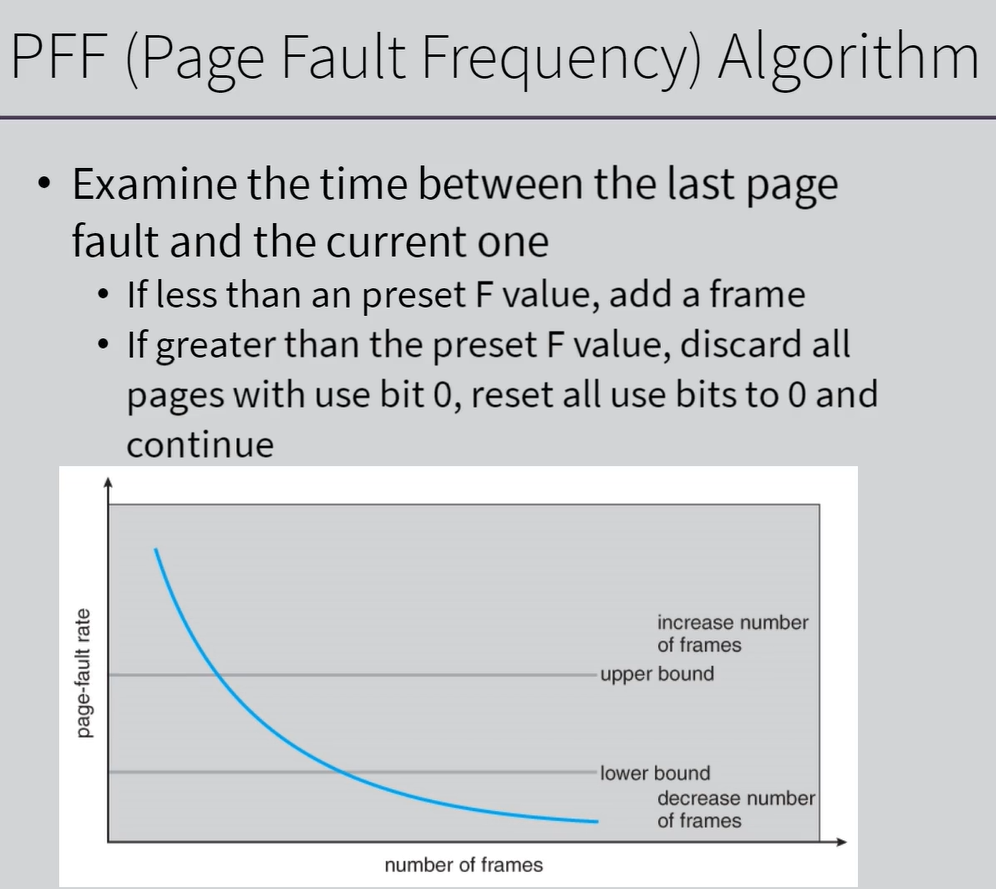 PFF (Page Fault Frequency) Algorithm
• Examine the time between the last page
fault and the current one
• If less than an preset F value, add a frame
• If greater than the preset F value, discard all
pages with use bit 0, reset all use bits to 0 and
continue
page-fault rate
increase number
of frames
upper bound
lower bound
decrease number
of frames
number of frames